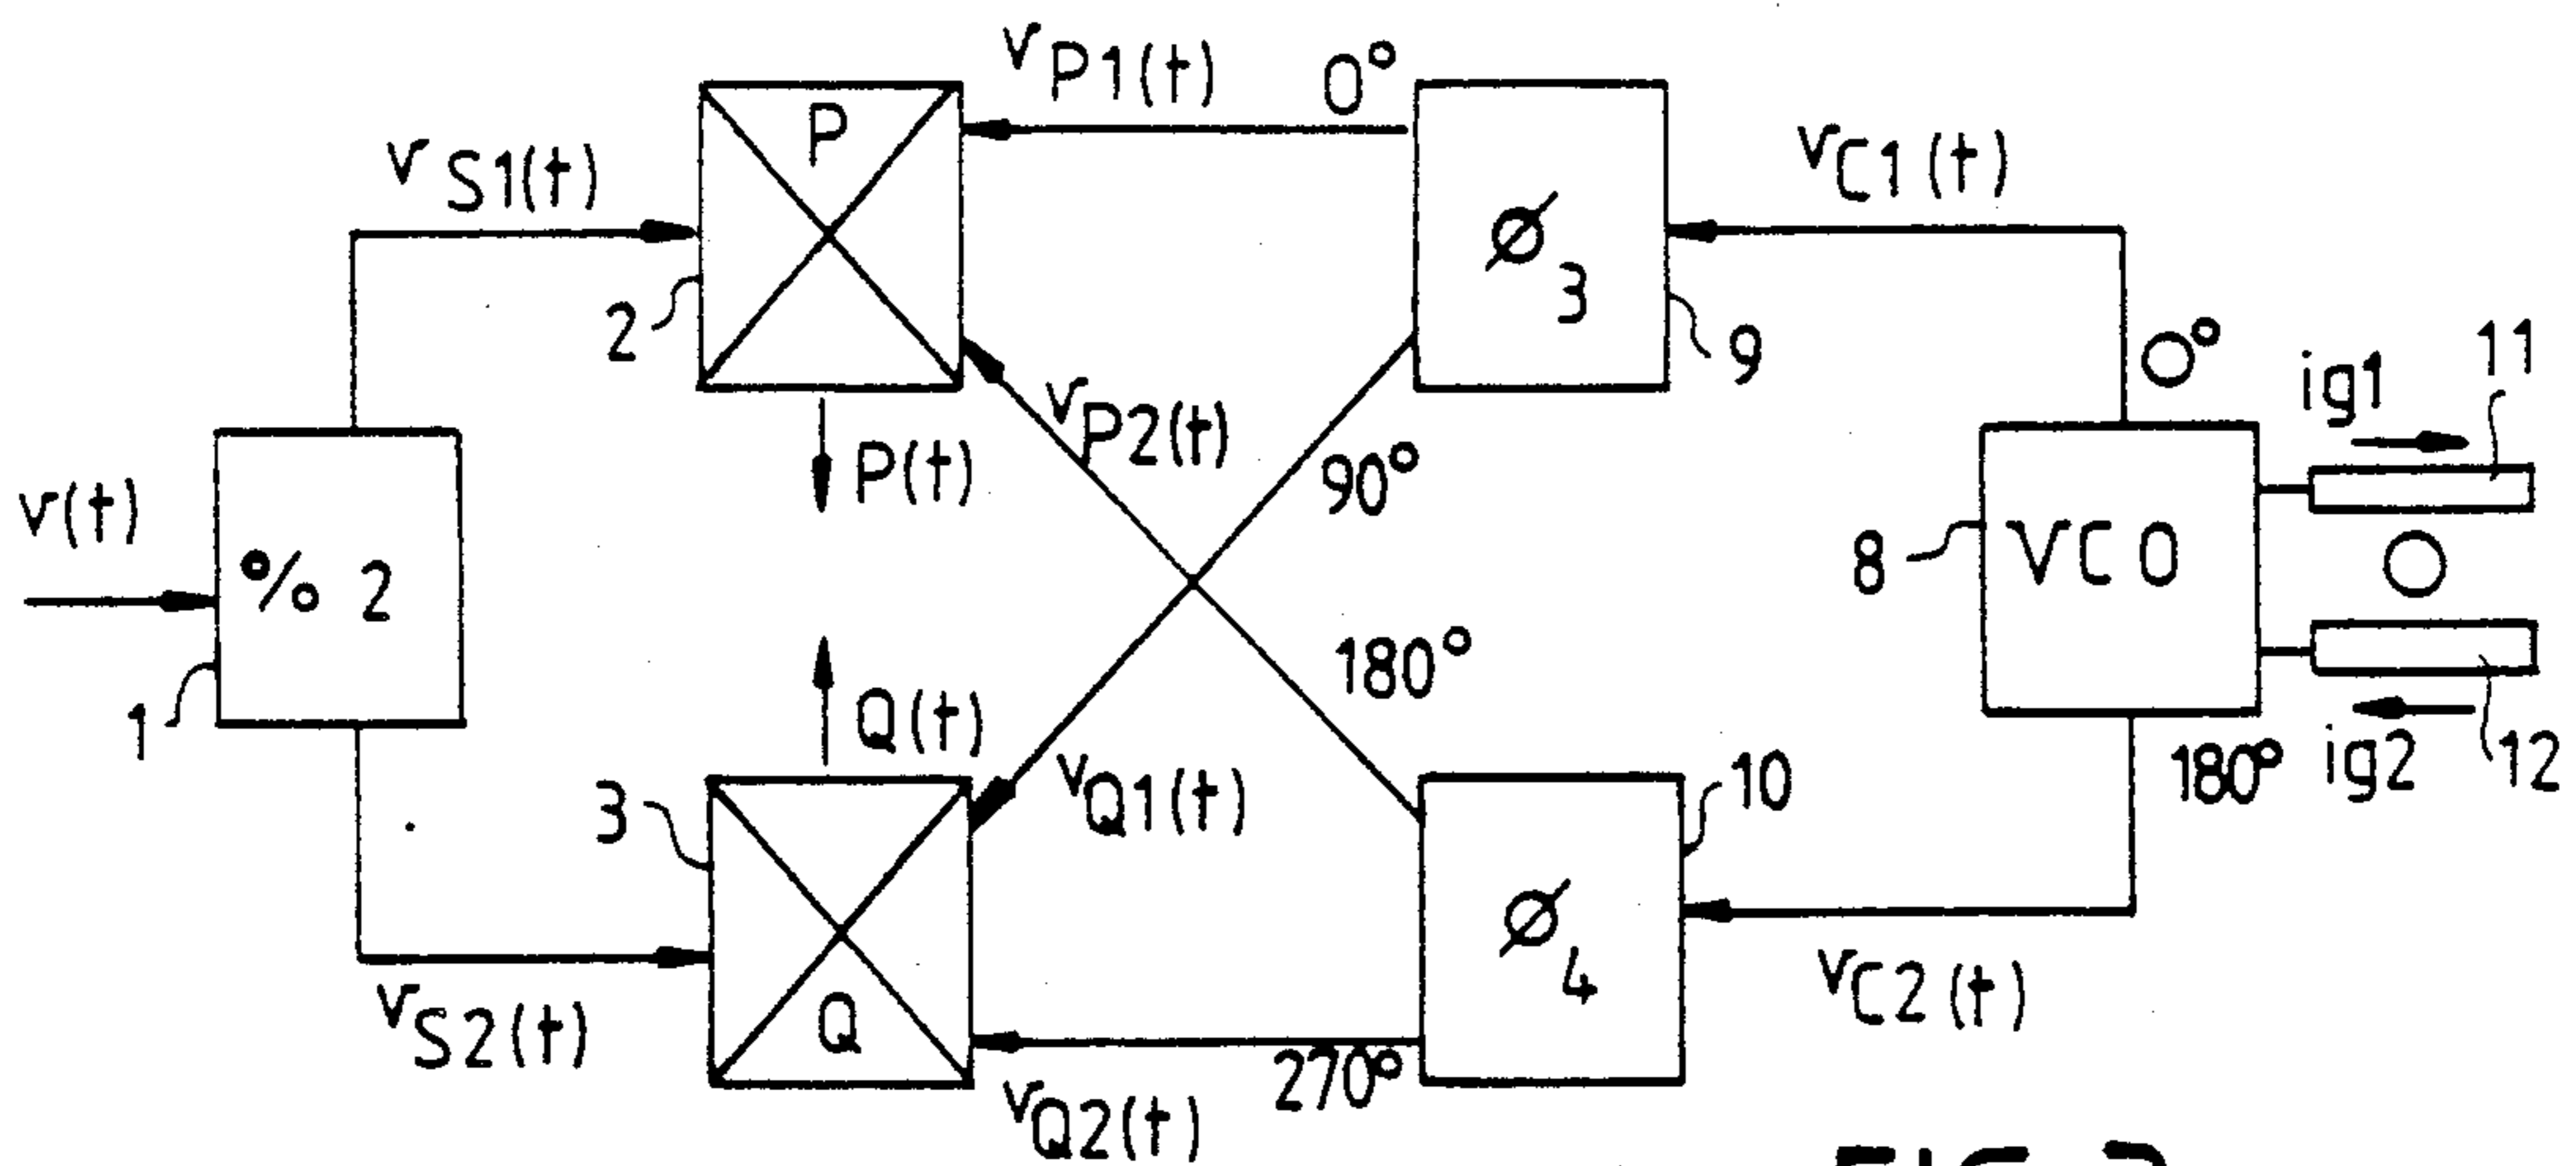 vP1(t) 0°
P
vS1(t)
vC1(t)
ø3
2
9
0°
11
ig1
vP2(t)
90°
P(t)
v(t)
% 2
8
VCO
180°
1
Q(t)
vQ1(t)
180°
ig2
12
3
10
ø4
vS2(t)
Q
vC2(t)
270°
vQ2(t)